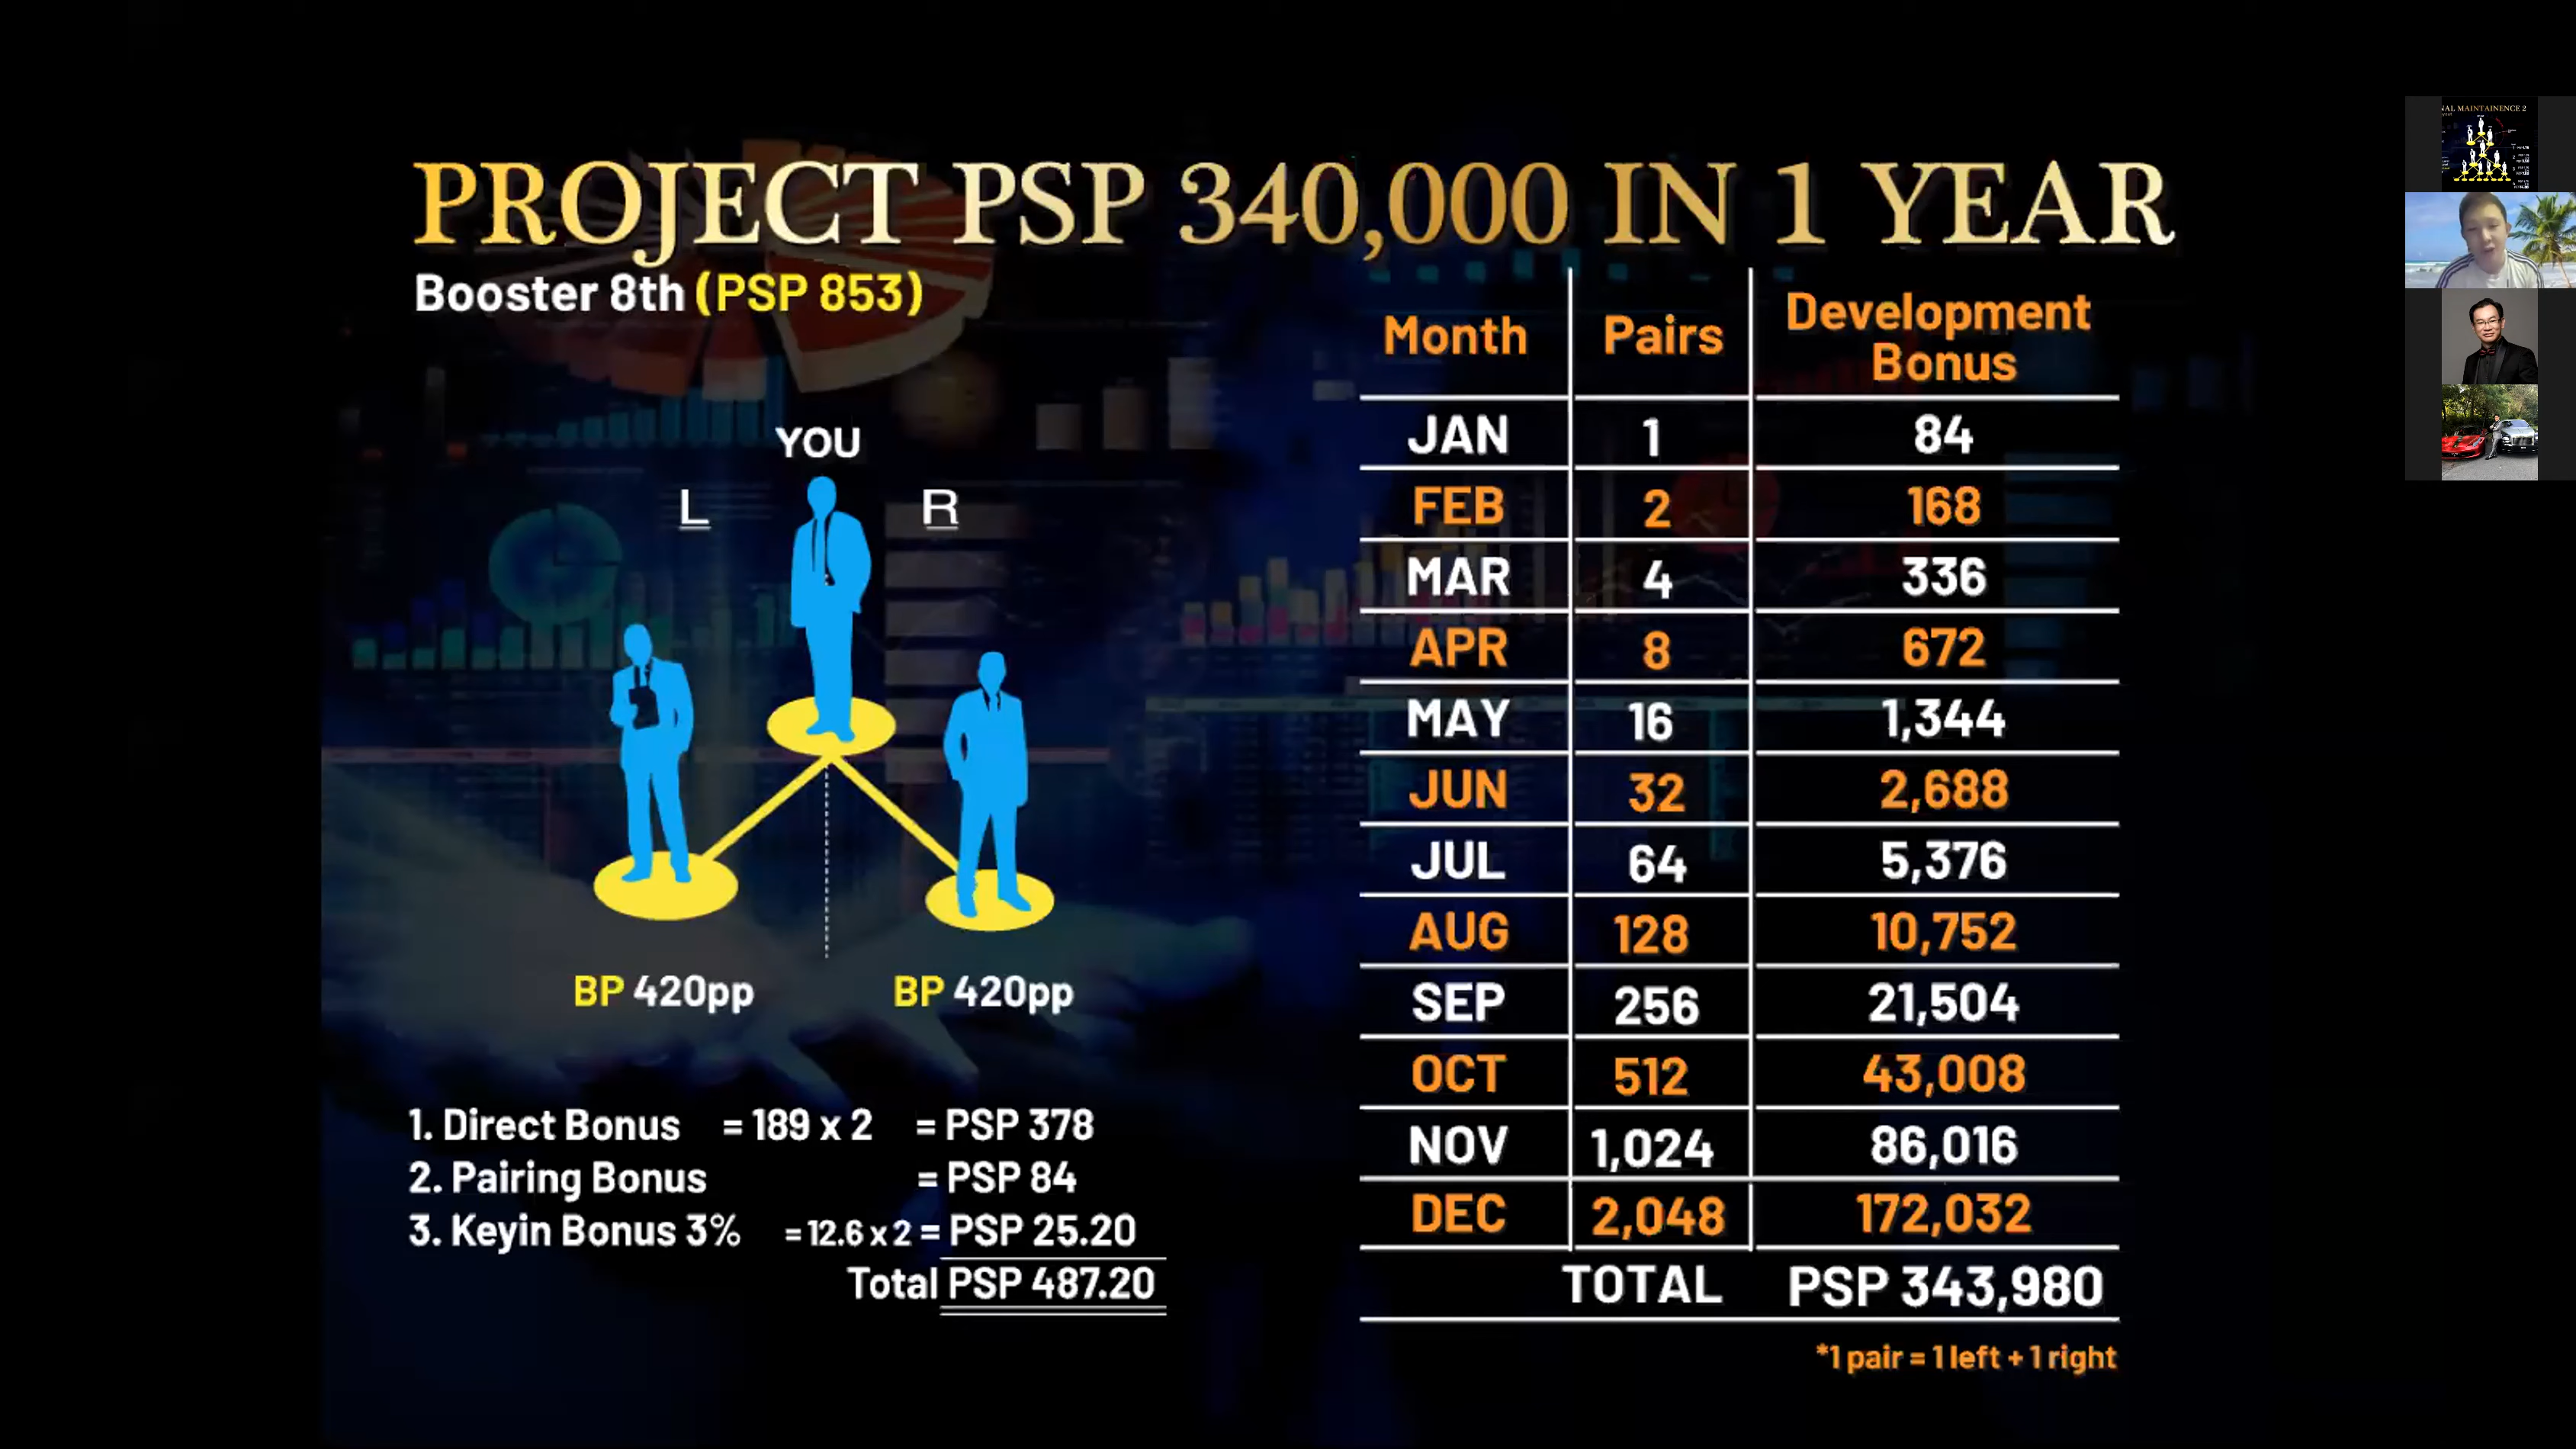 PROJECT PSP 340,000 IN 1 YEAR
Booster 8th (PSP 853)
YOU
L R
BP 420pp BP 420pp
1. Direct Bonus = 189 x 2 = PSP 378
2. Pairing Bonus = PSP 84
3. Keyin Bonus 3% = 12.6 x 2 = PSP 25.20
Total PSP 487.20
Month Pairs Development Bonus
JAN 1 84
FEB 2 168
MAR 4 336
APR 8 672
MAY 16 1,344
JUN 32 2,688
JUL 64 5,376
AUG 128 10,752
SEP 256 21,504
OCT 512 43,008
NOV 1,024 86,016
DEC 2,048 172,032
TOTAL PSP 343,980
*1 pair = 1 left + 1 right
NAL MAINTAINENCE 2